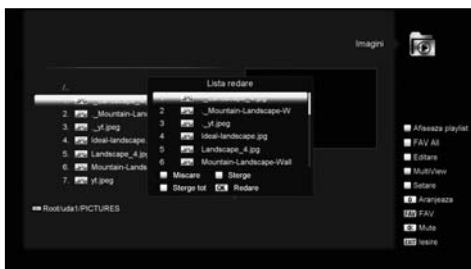 Imagini
/..
2. ._Mountain-Lan
3. ._yt.jpeg
4. Ideal-landscape.
5. Landscape_4.jp
6. Mountain-Lands
7. yt.jpeg
Root/uda1/PICTURES
Lista redare
2 ._Mountain-Landscape-W
3 ._yt.jpeg
4 Ideal-landscape.jpg
5 Landscape_4.jpg
6 Mountain-Landscape-Wall
Miscare Sterge
Sterge tot OK Redare
Afiseaza playlist
FAV All
Editare
MultiView
Setare
Aranjeaza
FAV FAV
Mute
EXIT Iesire